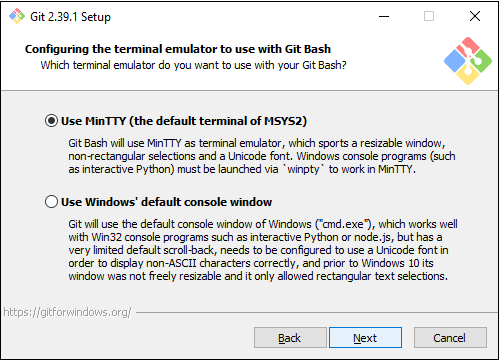 Git 2.39.1 Setup
Configuring the terminal emulator to use with Git Bash
Which terminal emulator do you want to use with your Git Bash?
Use MinTTY (the default terminal of MSYS2)
Git Bash will use MinTTY as terminal emulator, which sports a resizable window,
non-rectangular selections and a Unicode font. Windows console programs (such
as interactive Python) must be launched via `winpty` to work in MinTTY.
Use Windows' default console window
Git will use the default console window of Windows ("cmd.exe"), which works well
with Win32 console programs such as interactive Python or node.js, but has a
very limited default scroll-back, needs to be configured to use a Unicode font in
order to display non-ASCII characters correctly, and prior to Windows 10 its
window was not freely resizable and it only allowed rectangular text selections.
https://gitforwindows.org/
Back
Next
Cancel